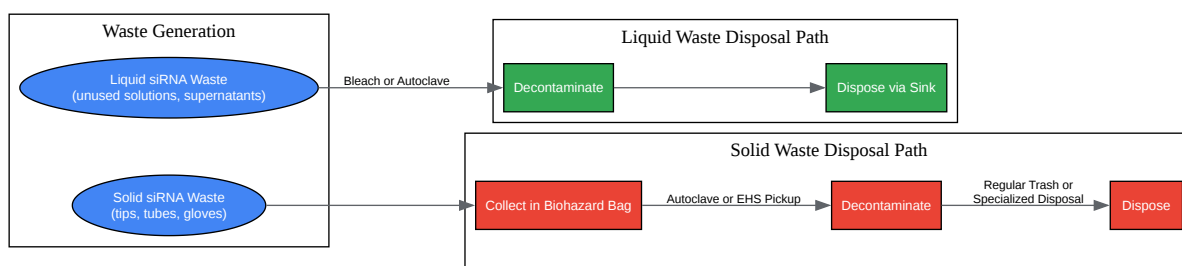 Waste Generation
Liquid siRNA Waste
(unused solutions, supernatants)
Bleach or Autoclave
Liquid Waste Disposal Path
Decontaminate
Dispose via Sink
Solid siRNA Waste
(tips, tubes, gloves)
Solid Waste Disposal Path
Collect in Biohazard Bag
Autoclave or EHS Pickup
Decontaminate
Regular Trash or
Specialized Disposal
Dispose